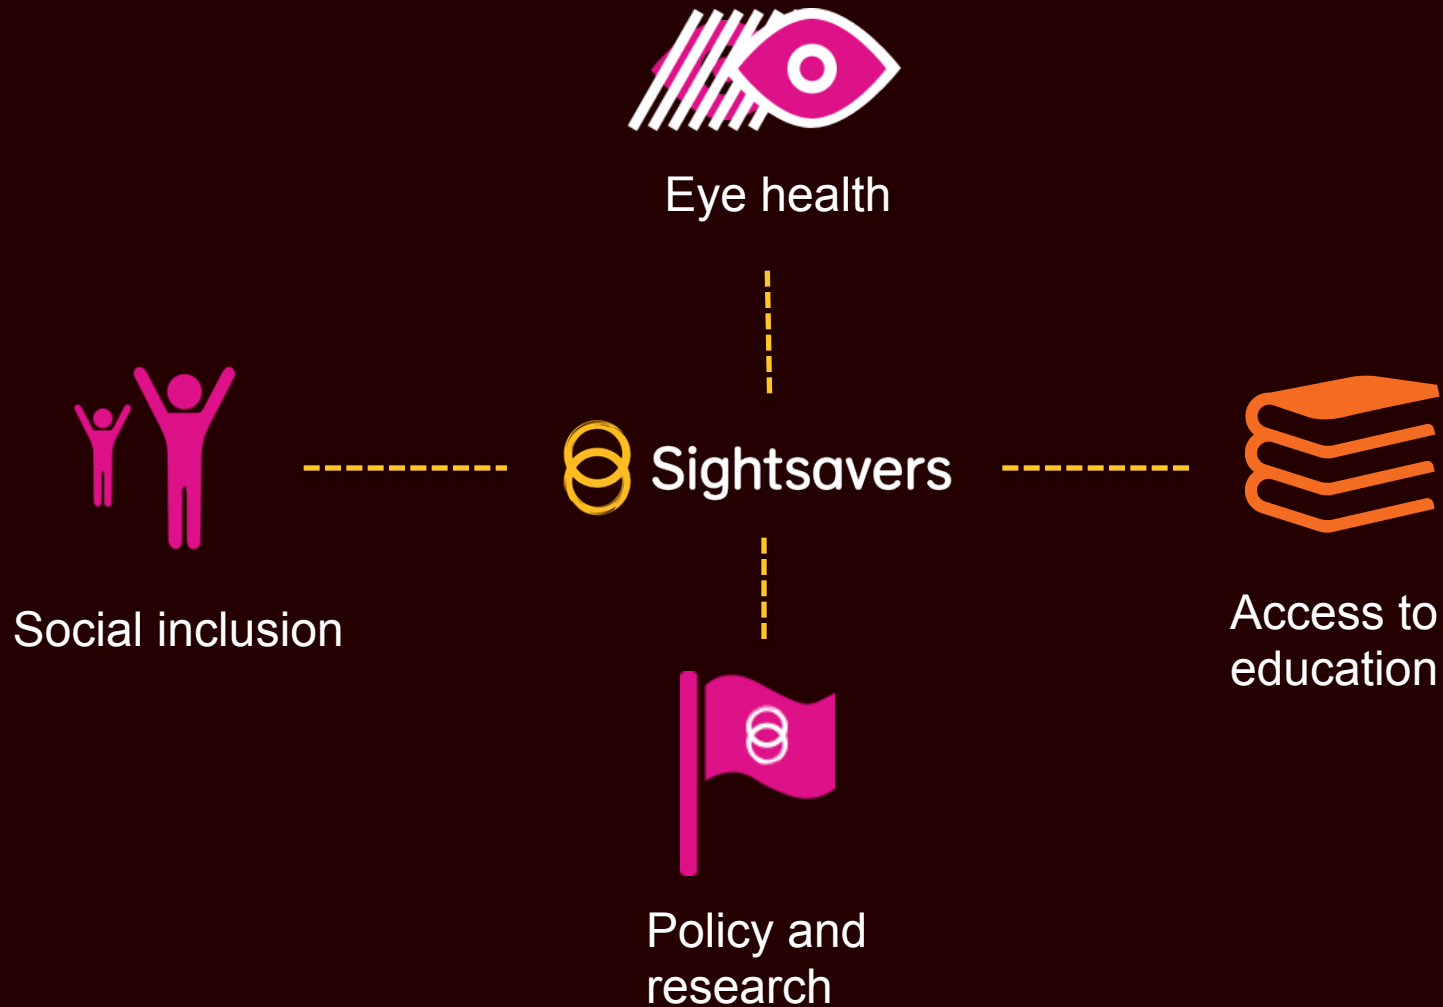 Eye health
Sightsavers
Social inclusion
Access to
education
Policy and
research